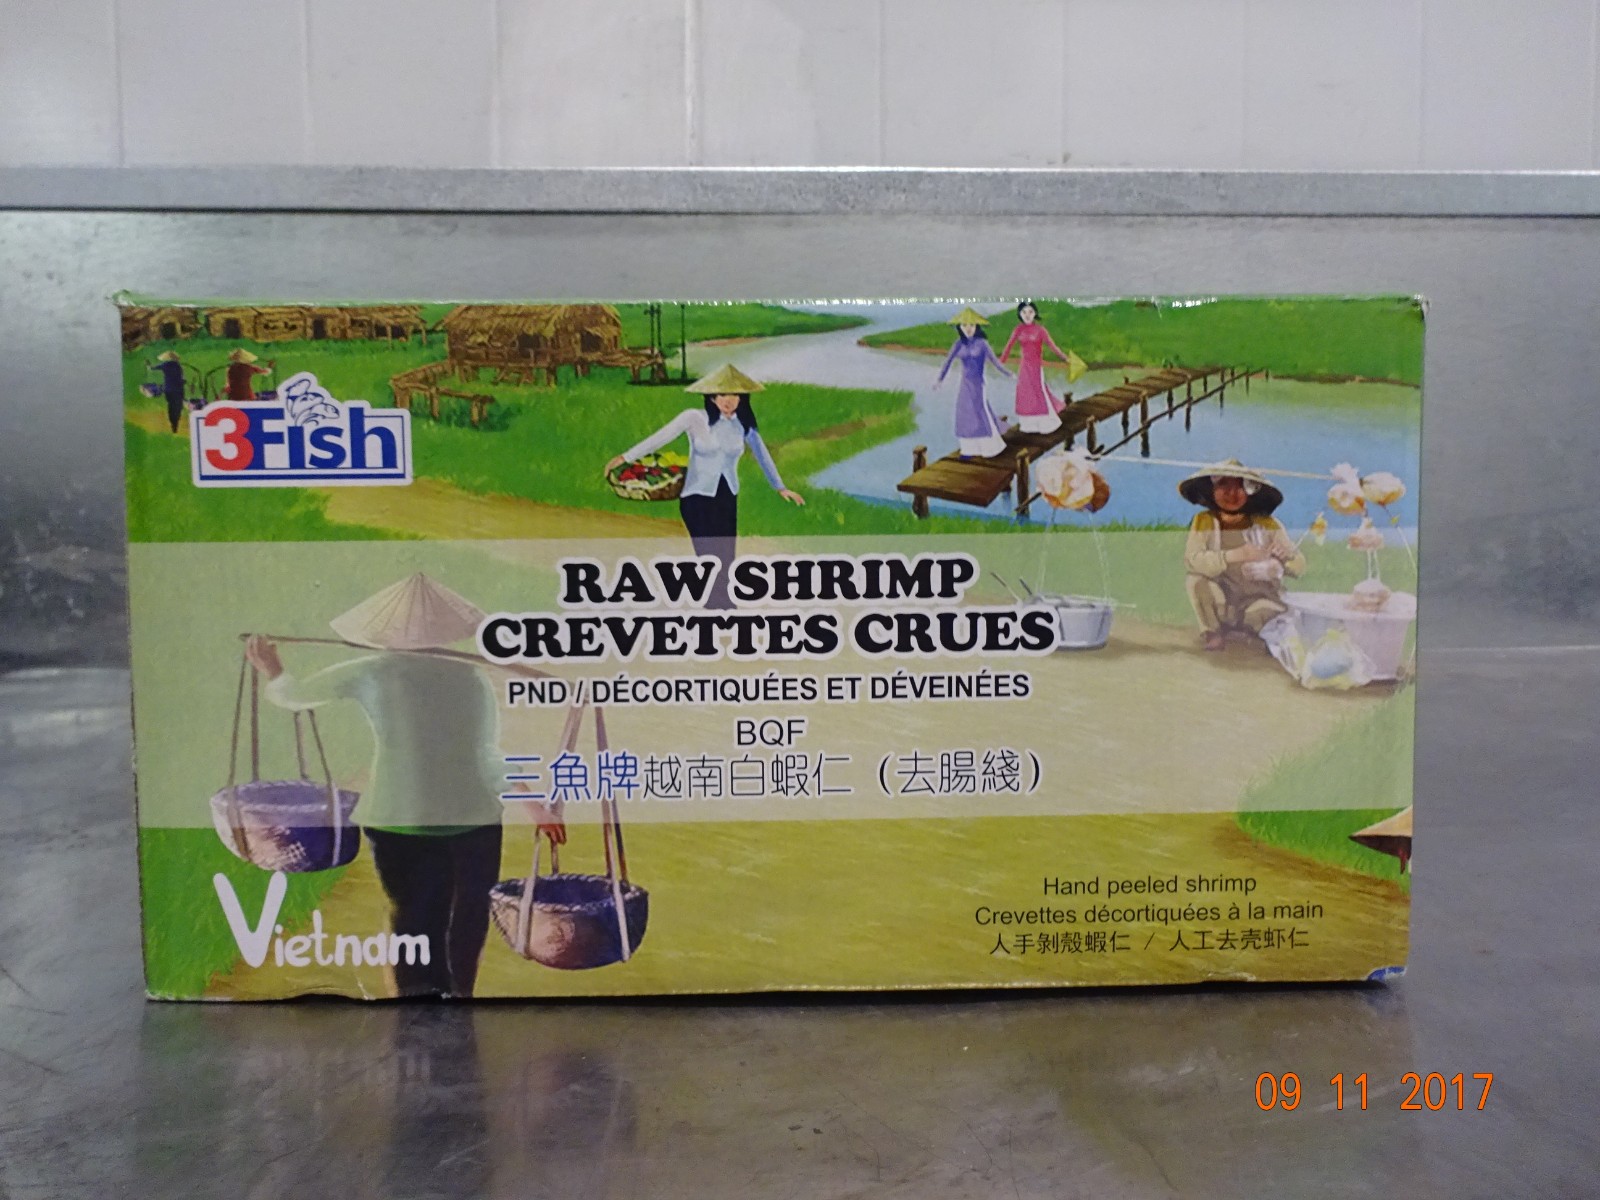 3Fish
RAW SHRIMP
CREVETTES CRUES
PND / DÉCORTIQUÉES ET DÉVEINÉES
BQF
三魚牌越南白蝦仁（去腸綫）
Vietnam
Hand peeled shrimp
Crevettes décortiquées à la main
人手剝殼蝦仁 / 人工去壳虾仁
09 11 2017